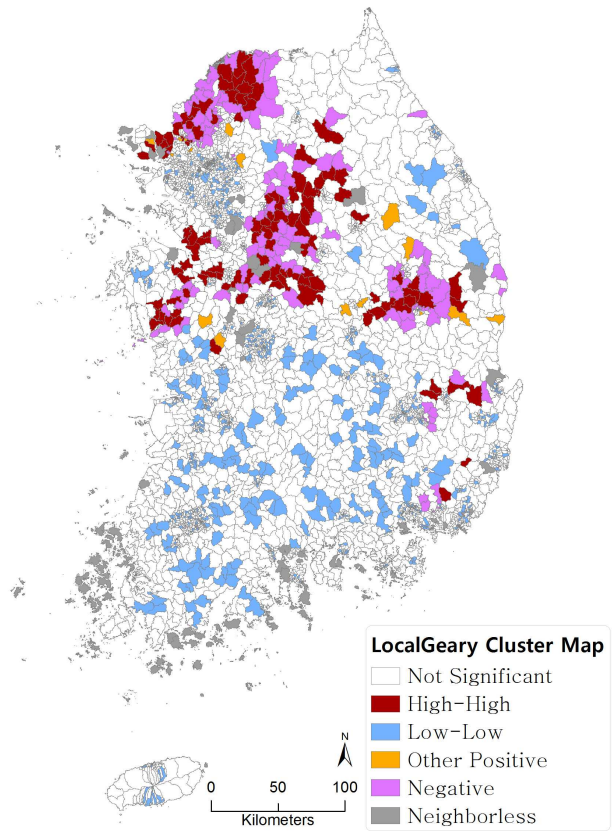 LocalGeary Cluster Map
Not Significant
High-High
Low-Low
Other Positive
Negative
Neighborless
N
0 50 100
Kilometers